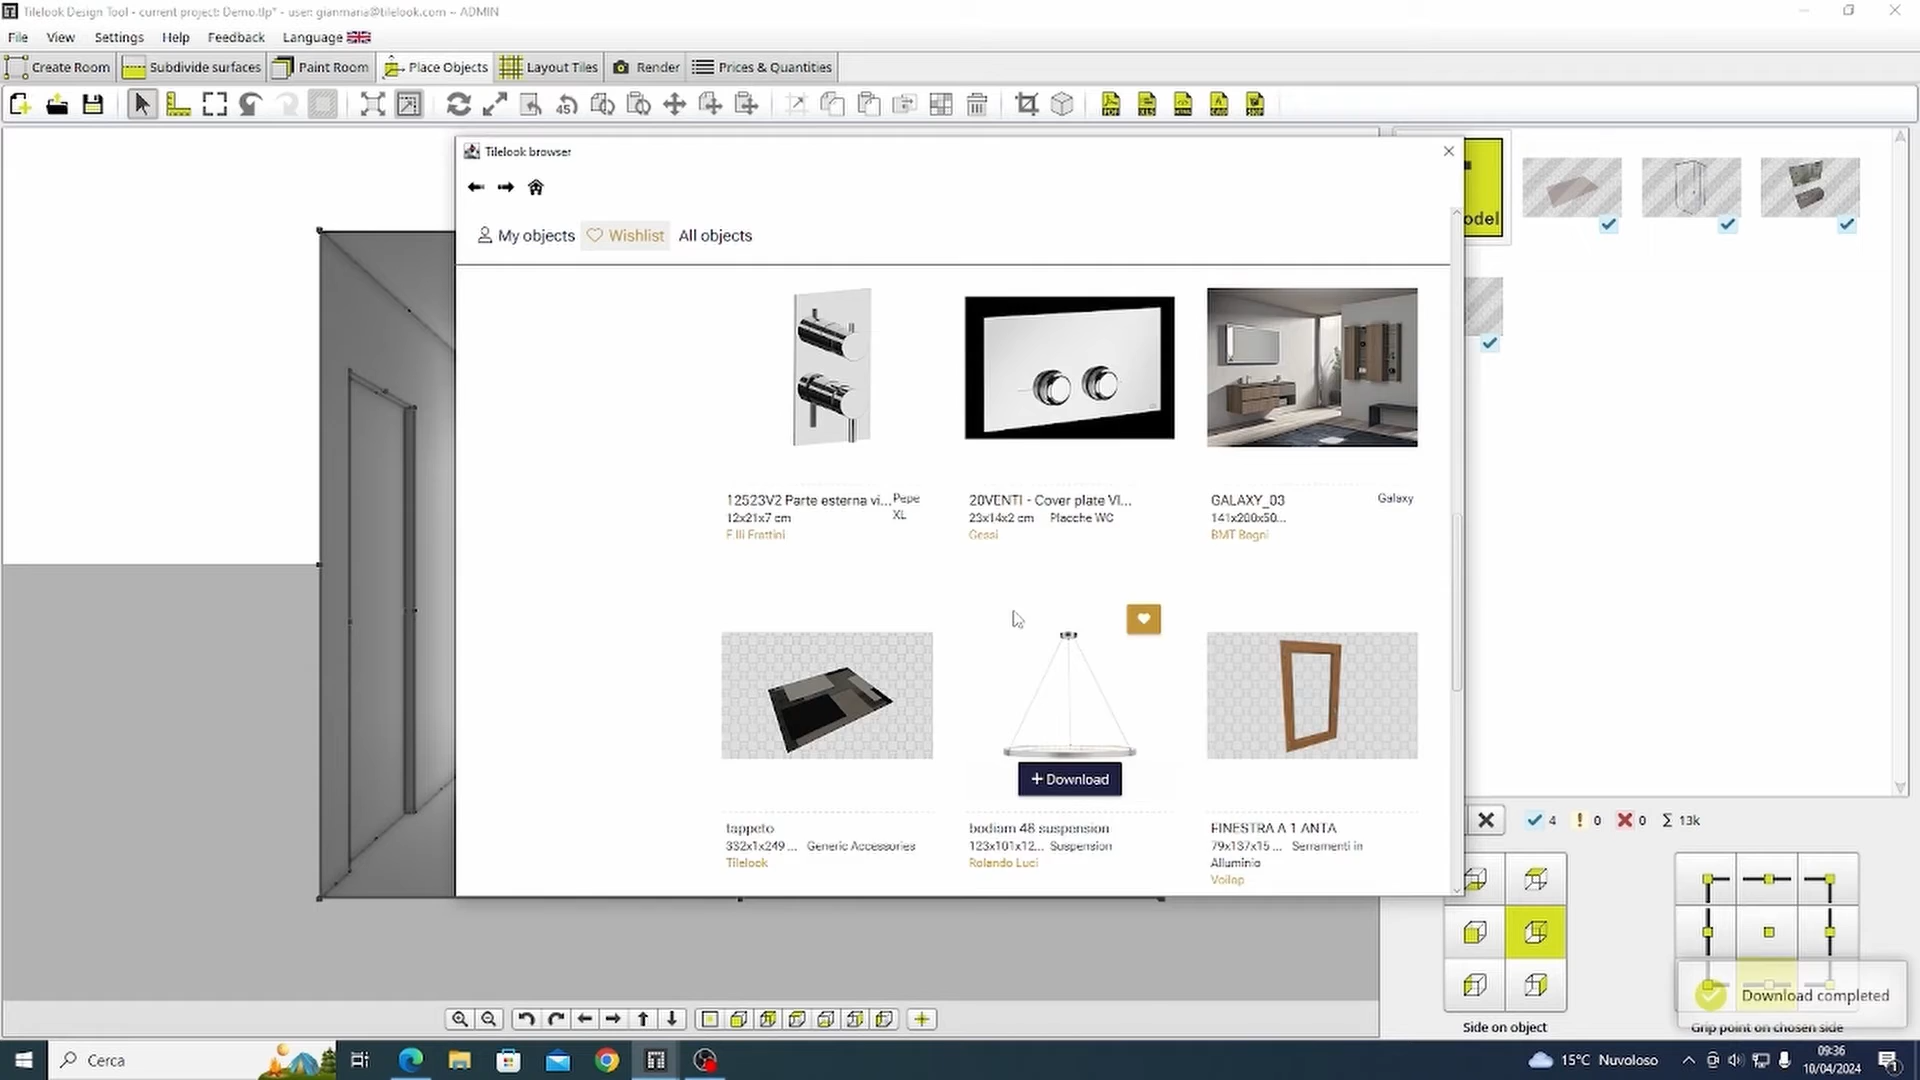 Tilelook Design Tool - current project: Demo.tlp* - user: gianmaria@tilelook.com -- ADMIN
File View Settings Help Feedback Language
Create Room Subdivide surfaces Paint Room Place Objects Layout Tiles Render Prices & Quantities
45
PDF XLS HTML
Tilelook browser
My objects Wishlist All objects
odel
12523V2 Parte esterna vi... Pepe XL
12x21x7 cm
F.lli Frattini
20VENTI - Cover plate VI...
23x14x2 cm Placche WC
Gessi
GALAXY_03 Galaxy
141x200x50...
BMT Bagni
+ Download
tappeto
332x1x249 ... Generic Accessories
Tilelook
bodiam 48 suspension
123x101x12... Suspension
Rolando Luci
FINESTRA A 1 ANTA
79x137x15 ... Serramenti in
Alluminio
Voilap
4 ! 0 0 Σ 13k
Download completed
Side on object Grip point on chosen side
Cerca
15°C Nuvoloso
09:36
10/04/2024
1